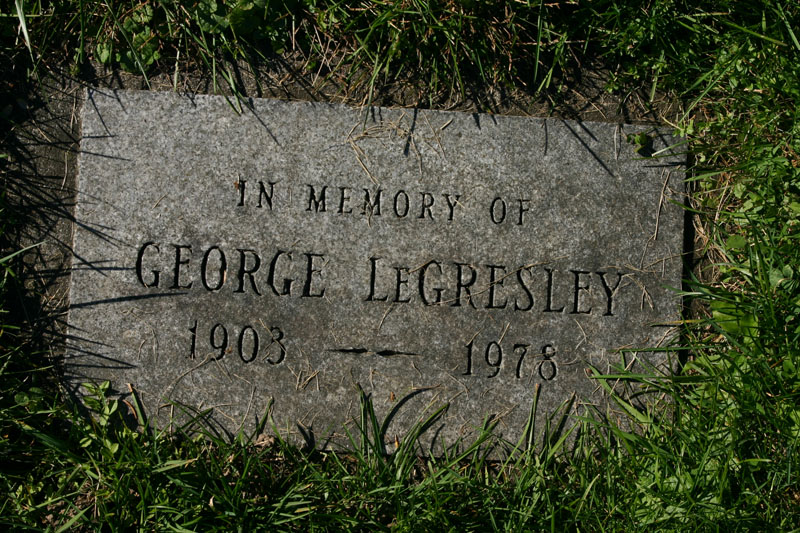 IN MEMORY OF
GEORGE LEGRESLEY
1903 — 1978